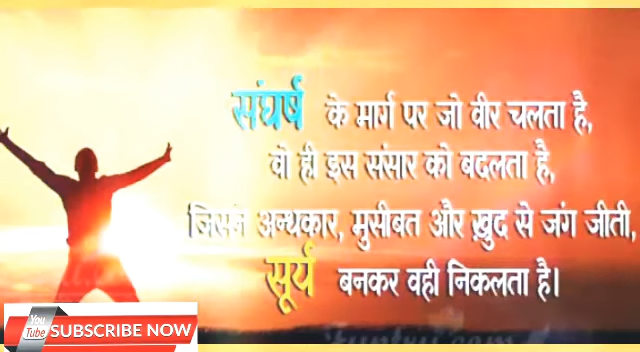 संघर्ष के मार्ग पर जो वीर चलता है,
वो ही इस संसार को बदलता है,
जिसने अन्धकार, मुसीबत और ख़ुद से जंग जीती,
सूर्य बनकर वही निकलता है।
You
Tube SUBSCRIBE NOW